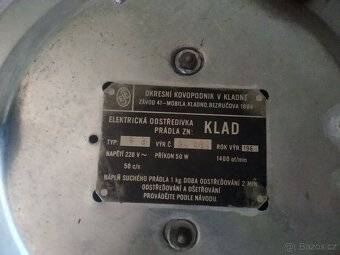 OKRESNÍ KOVOPODNIK V KLADNĚ
ZÁVOD 41-MOBILA, KLADNO, BEZRUČOVA 1804
ELEKTRICKÁ ODSTŘEDIVKA
PRÁDLA ZN: KLAD
TYP VÝR. Č ROK VÝR
NAPĚTÍ 220 V~ PŘÍKON 50 W 1400 ot/min
50 c/s
NÁPLŇ SUCHÉHO PRÁDLA 1 kg DOBA ODSTŘEĎOVÁNÍ 2 MIN.
ODSTŘEĎOVÁNÍ A OŠETŘOVÁNÍ
PROVÁDĚJTE PODLE NÁVODU.
Bazoš.cz